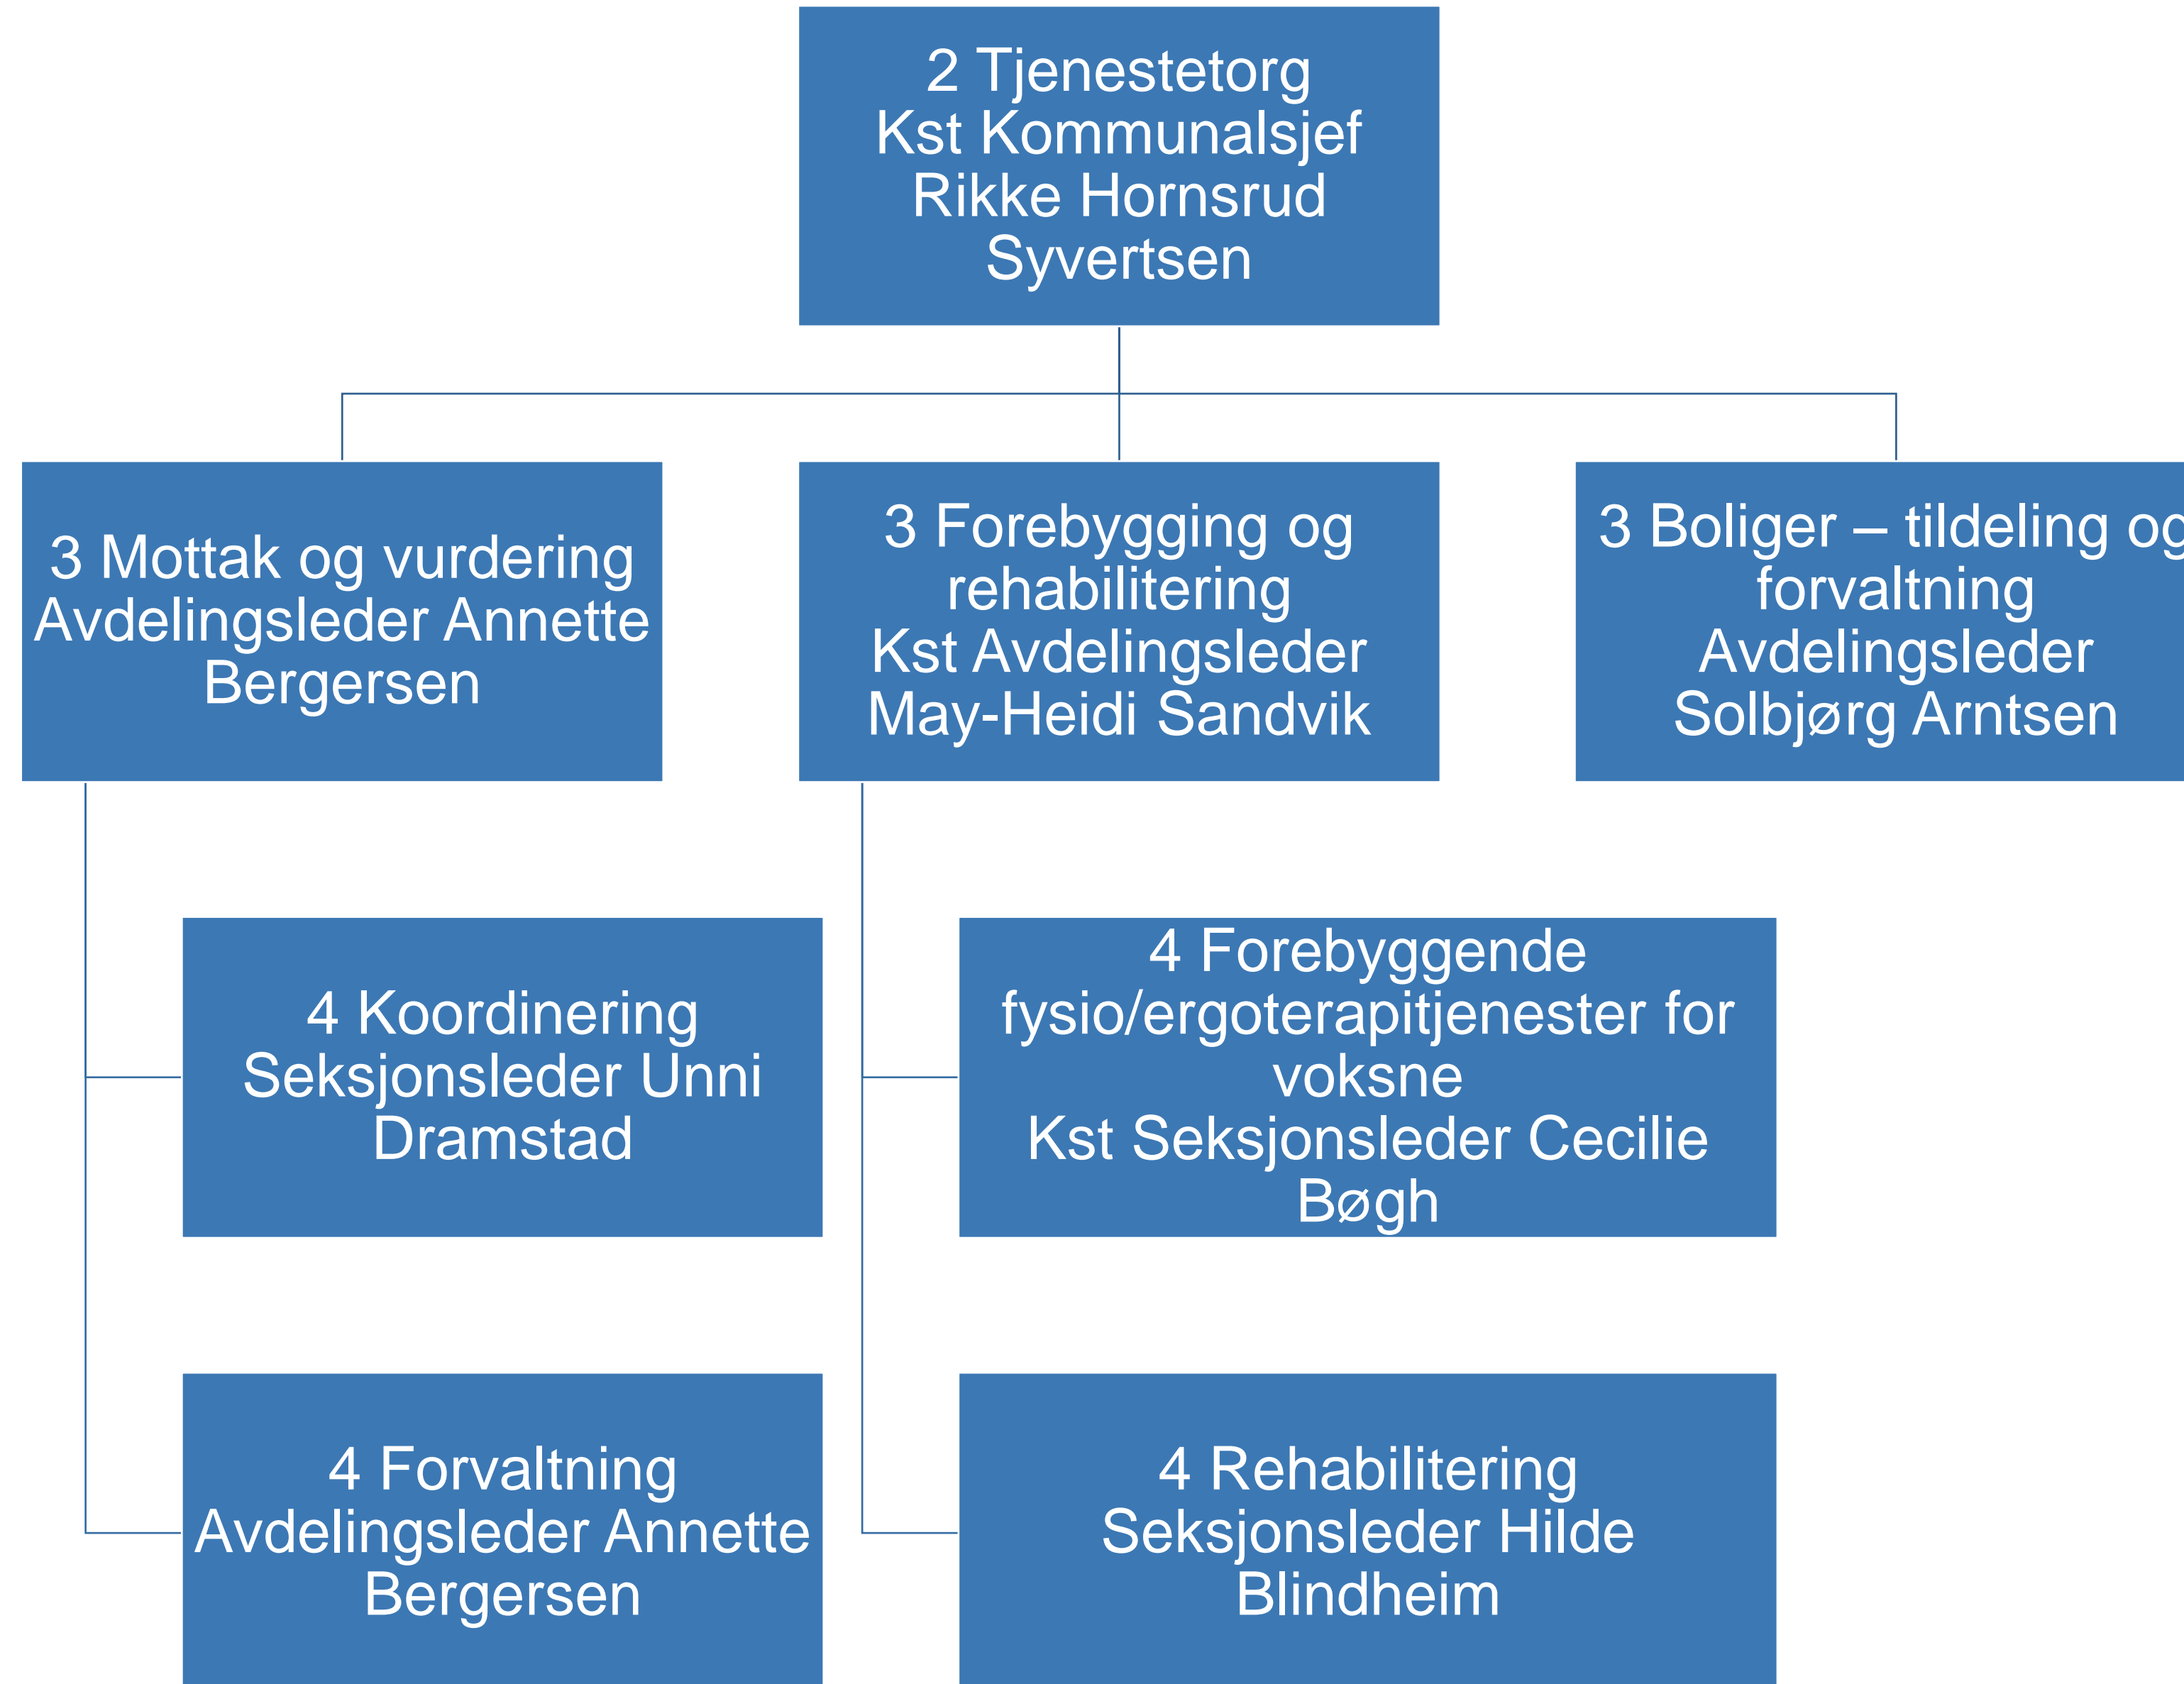 2 Tjenestetorg
Kst Kommunalsjef
Rikke Hornsrud
Syvertsen
3 Mottak og vurdering
Avdelingsleder Annette
Bergersen
3 Forebygging og
rehabilitering
Kst Avdelingsleder
May-Heidi Sandvik
3 Boliger – tildeling og
forvaltning
Avdelingsleder
Solbjørg Arntsen
4 Koordinering
Seksjonsleder Unni
Dramstad
4 Forebyggende
fysio/ergoterapitjenester for
voksne
Kst Seksjonsleder Cecilie
Bøgh
4 Forvaltning
Avdelingsleder Annette
Bergersen
4 Rehabilitering
Seksjonsleder Hilde
Blindheim